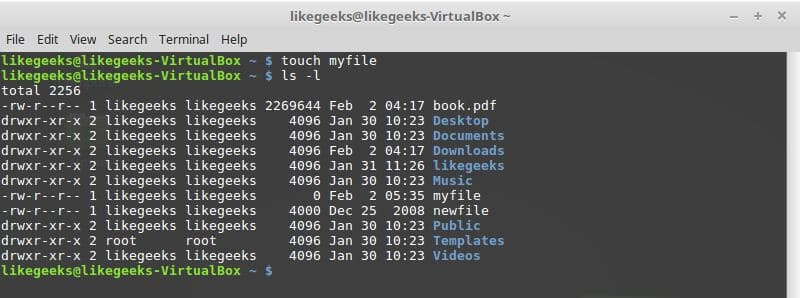 likegeeks@likegeeks-VirtualBox ~
File Edit View Search Terminal Help
likegeeks@likegeeks-VirtualBox ~ $ touch myfile
likegeeks@likegeeks-VirtualBox ~ $ ls -l
total 2256
-rw-r--r-- 1 likegeeks likegeeks 2269644 Feb  2 04:17 book.pdf
drwxr-xr-x 2 likegeeks likegeeks    4096 Jan 30 10:23 Desktop
drwxr-xr-x 2 likegeeks likegeeks    4096 Jan 30 10:23 Documents
drwxr-xr-x 2 likegeeks likegeeks    4096 Feb  2 04:17 Downloads
drwxr-xr-x 2 likegeeks likegeeks    4096 Jan 31 11:26 likegeeks
drwxr-xr-x 2 likegeeks likegeeks    4096 Jan 30 10:23 Music
-rw-r--r-- 1 likegeeks likegeeks       0 Feb  2 05:35 myfile
-rw-r--r-- 1 likegeeks likegeeks    4000 Dec 25  2008 newfile
drwxr-xr-x 2 likegeeks likegeeks    4096 Jan 30 10:23 Public
drwxr-xr-x 2 root      root         4096 Jan 30 10:23 Templates
drwxr-xr-x 2 likegeeks likegeeks    4096 Jan 30 10:23 Videos
likegeeks@likegeeks-VirtualBox ~ $